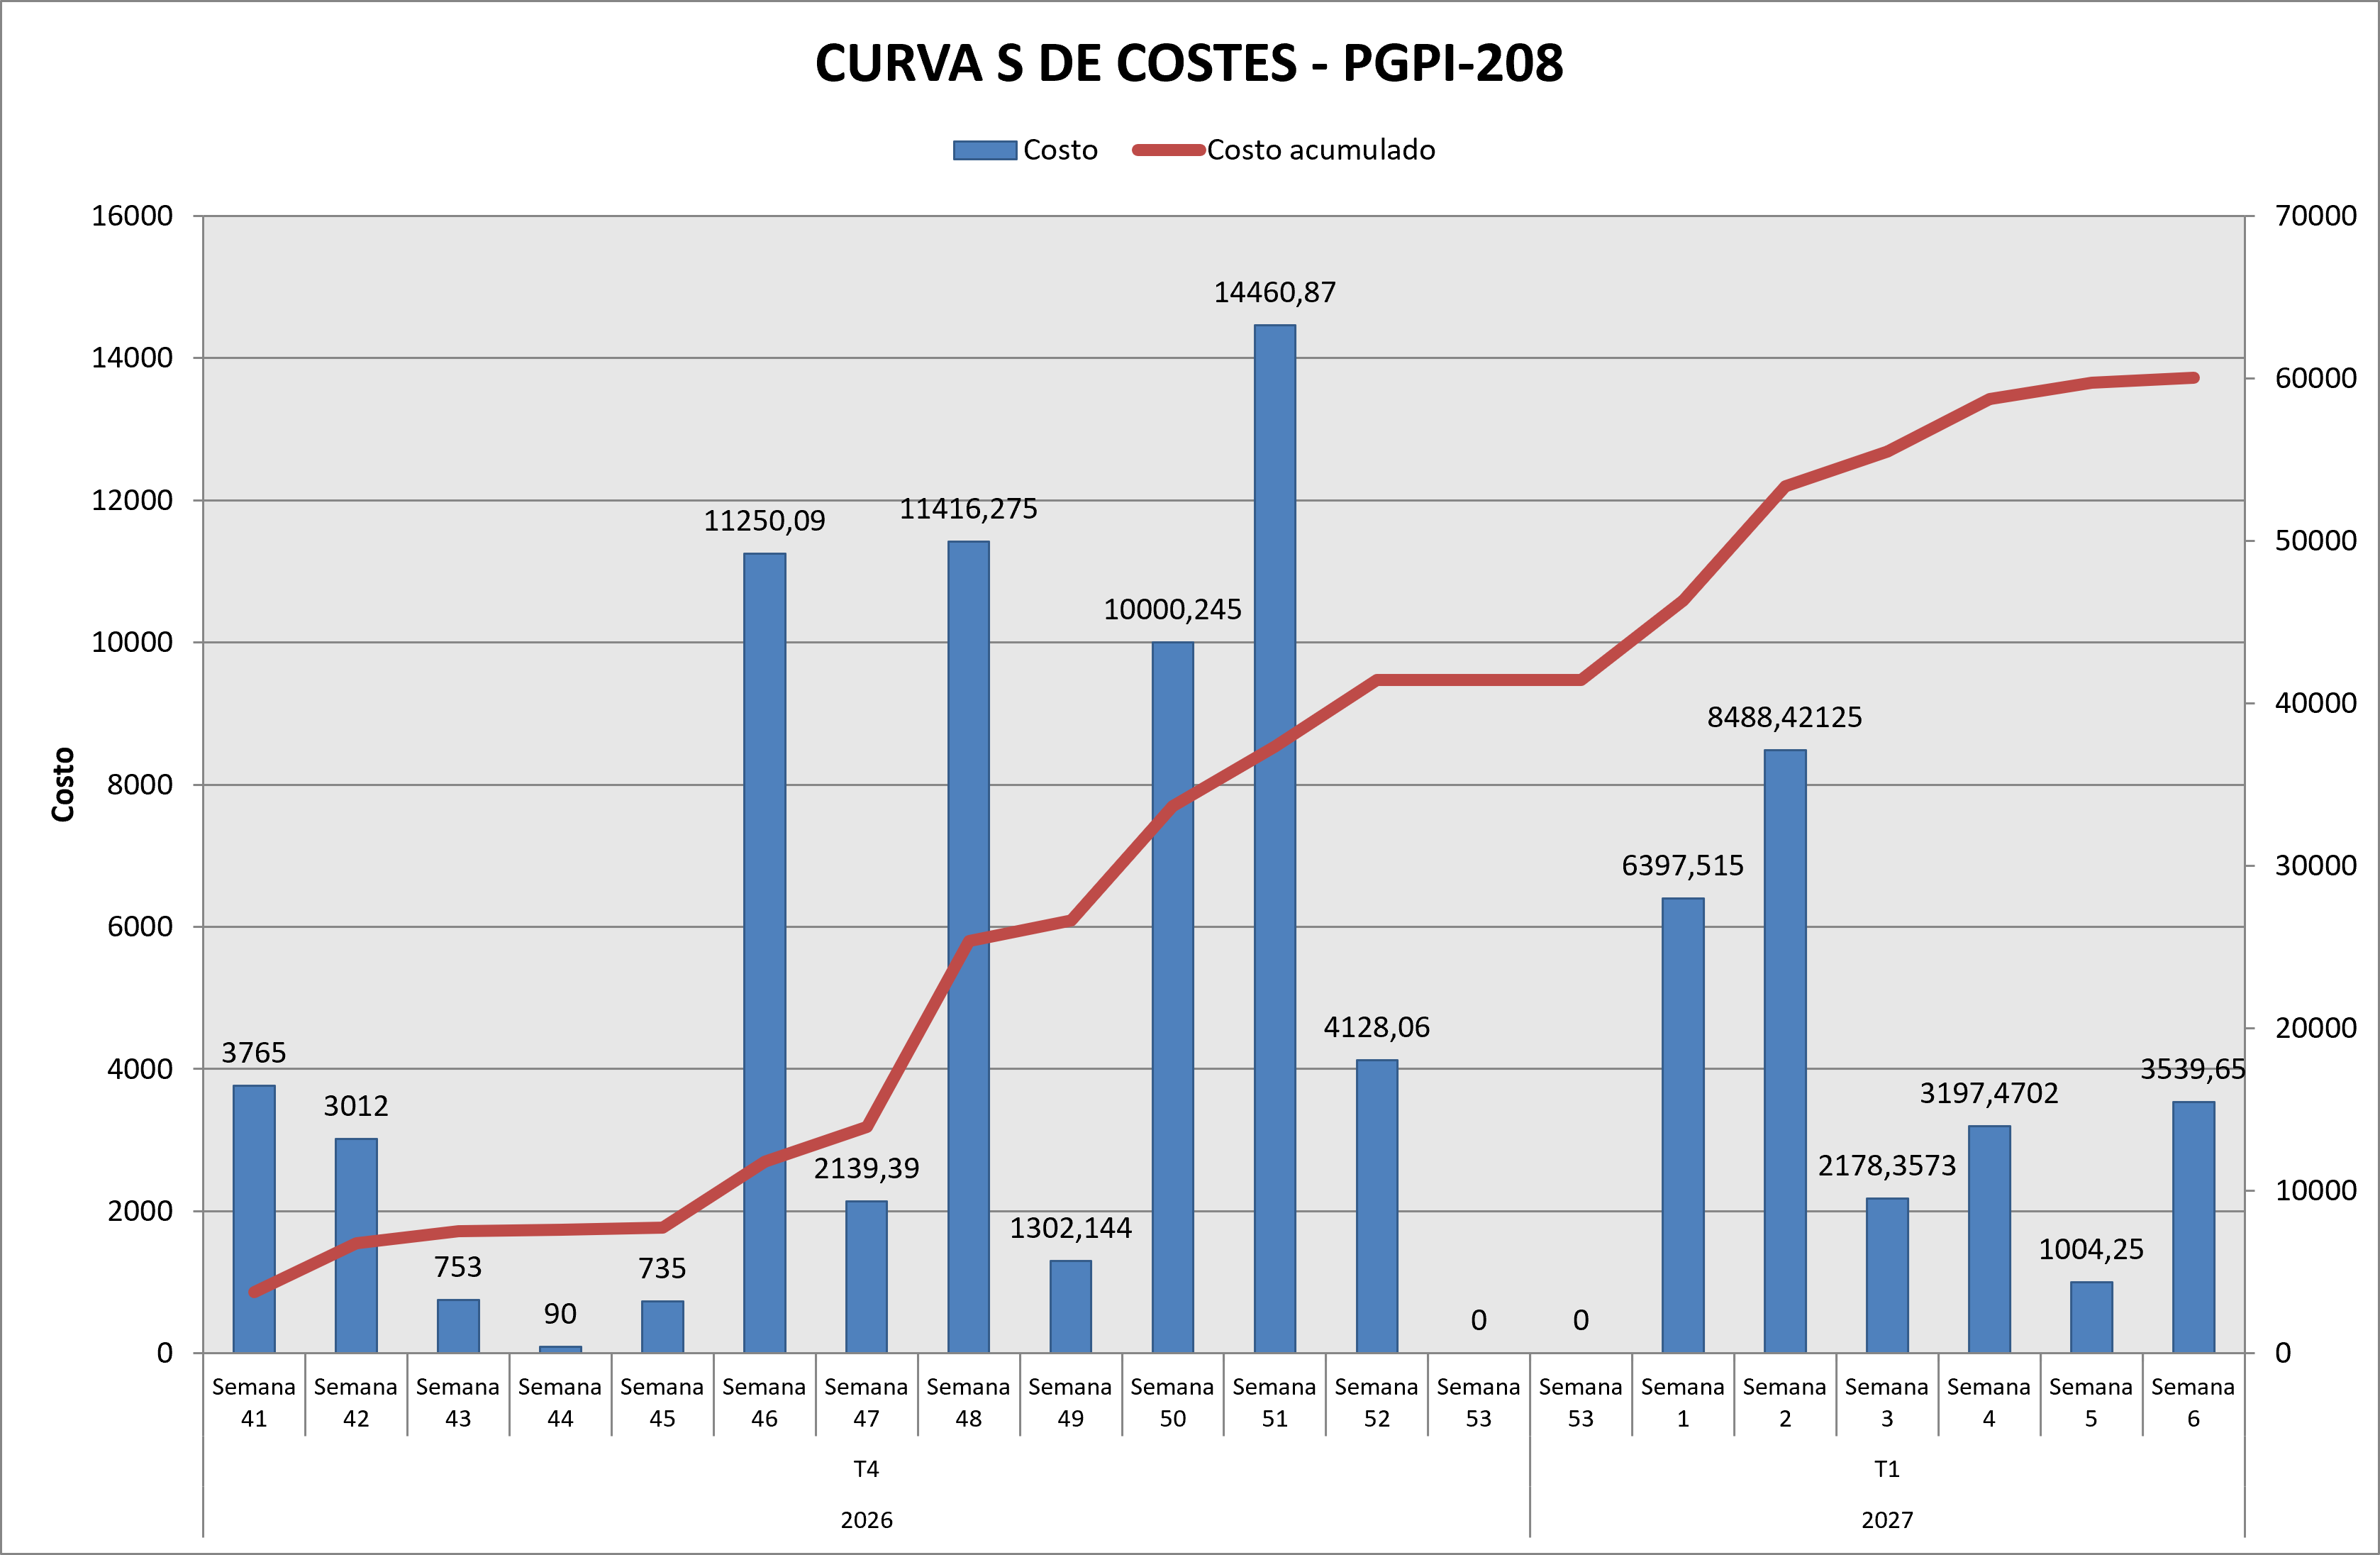 CURVA S DE COSTES - PGPI-208
Costo
Costo acumulado
16000
14000
12000
10000
8000
6000
4000
2000
0
Costo
70000
60000
50000
40000
30000
20000
10000
0
3765
3012
753
90
735
11250,09
2139,39
11416,275
1302,144
10000,245
14460,87
4128,06
0
0
6397,515
8488,42125
2178,3573
3197,4702
1004,25
3539,65
Semana
41
Semana
42
Semana
43
Semana
44
Semana
45
Semana
46
Semana
47
Semana
48
Semana
49
Semana
50
Semana
51
Semana
52
Semana
53
Semana
53
Semana
1
Semana
2
Semana
3
Semana
4
Semana
5
Semana
6
T4
T1
2026
2027